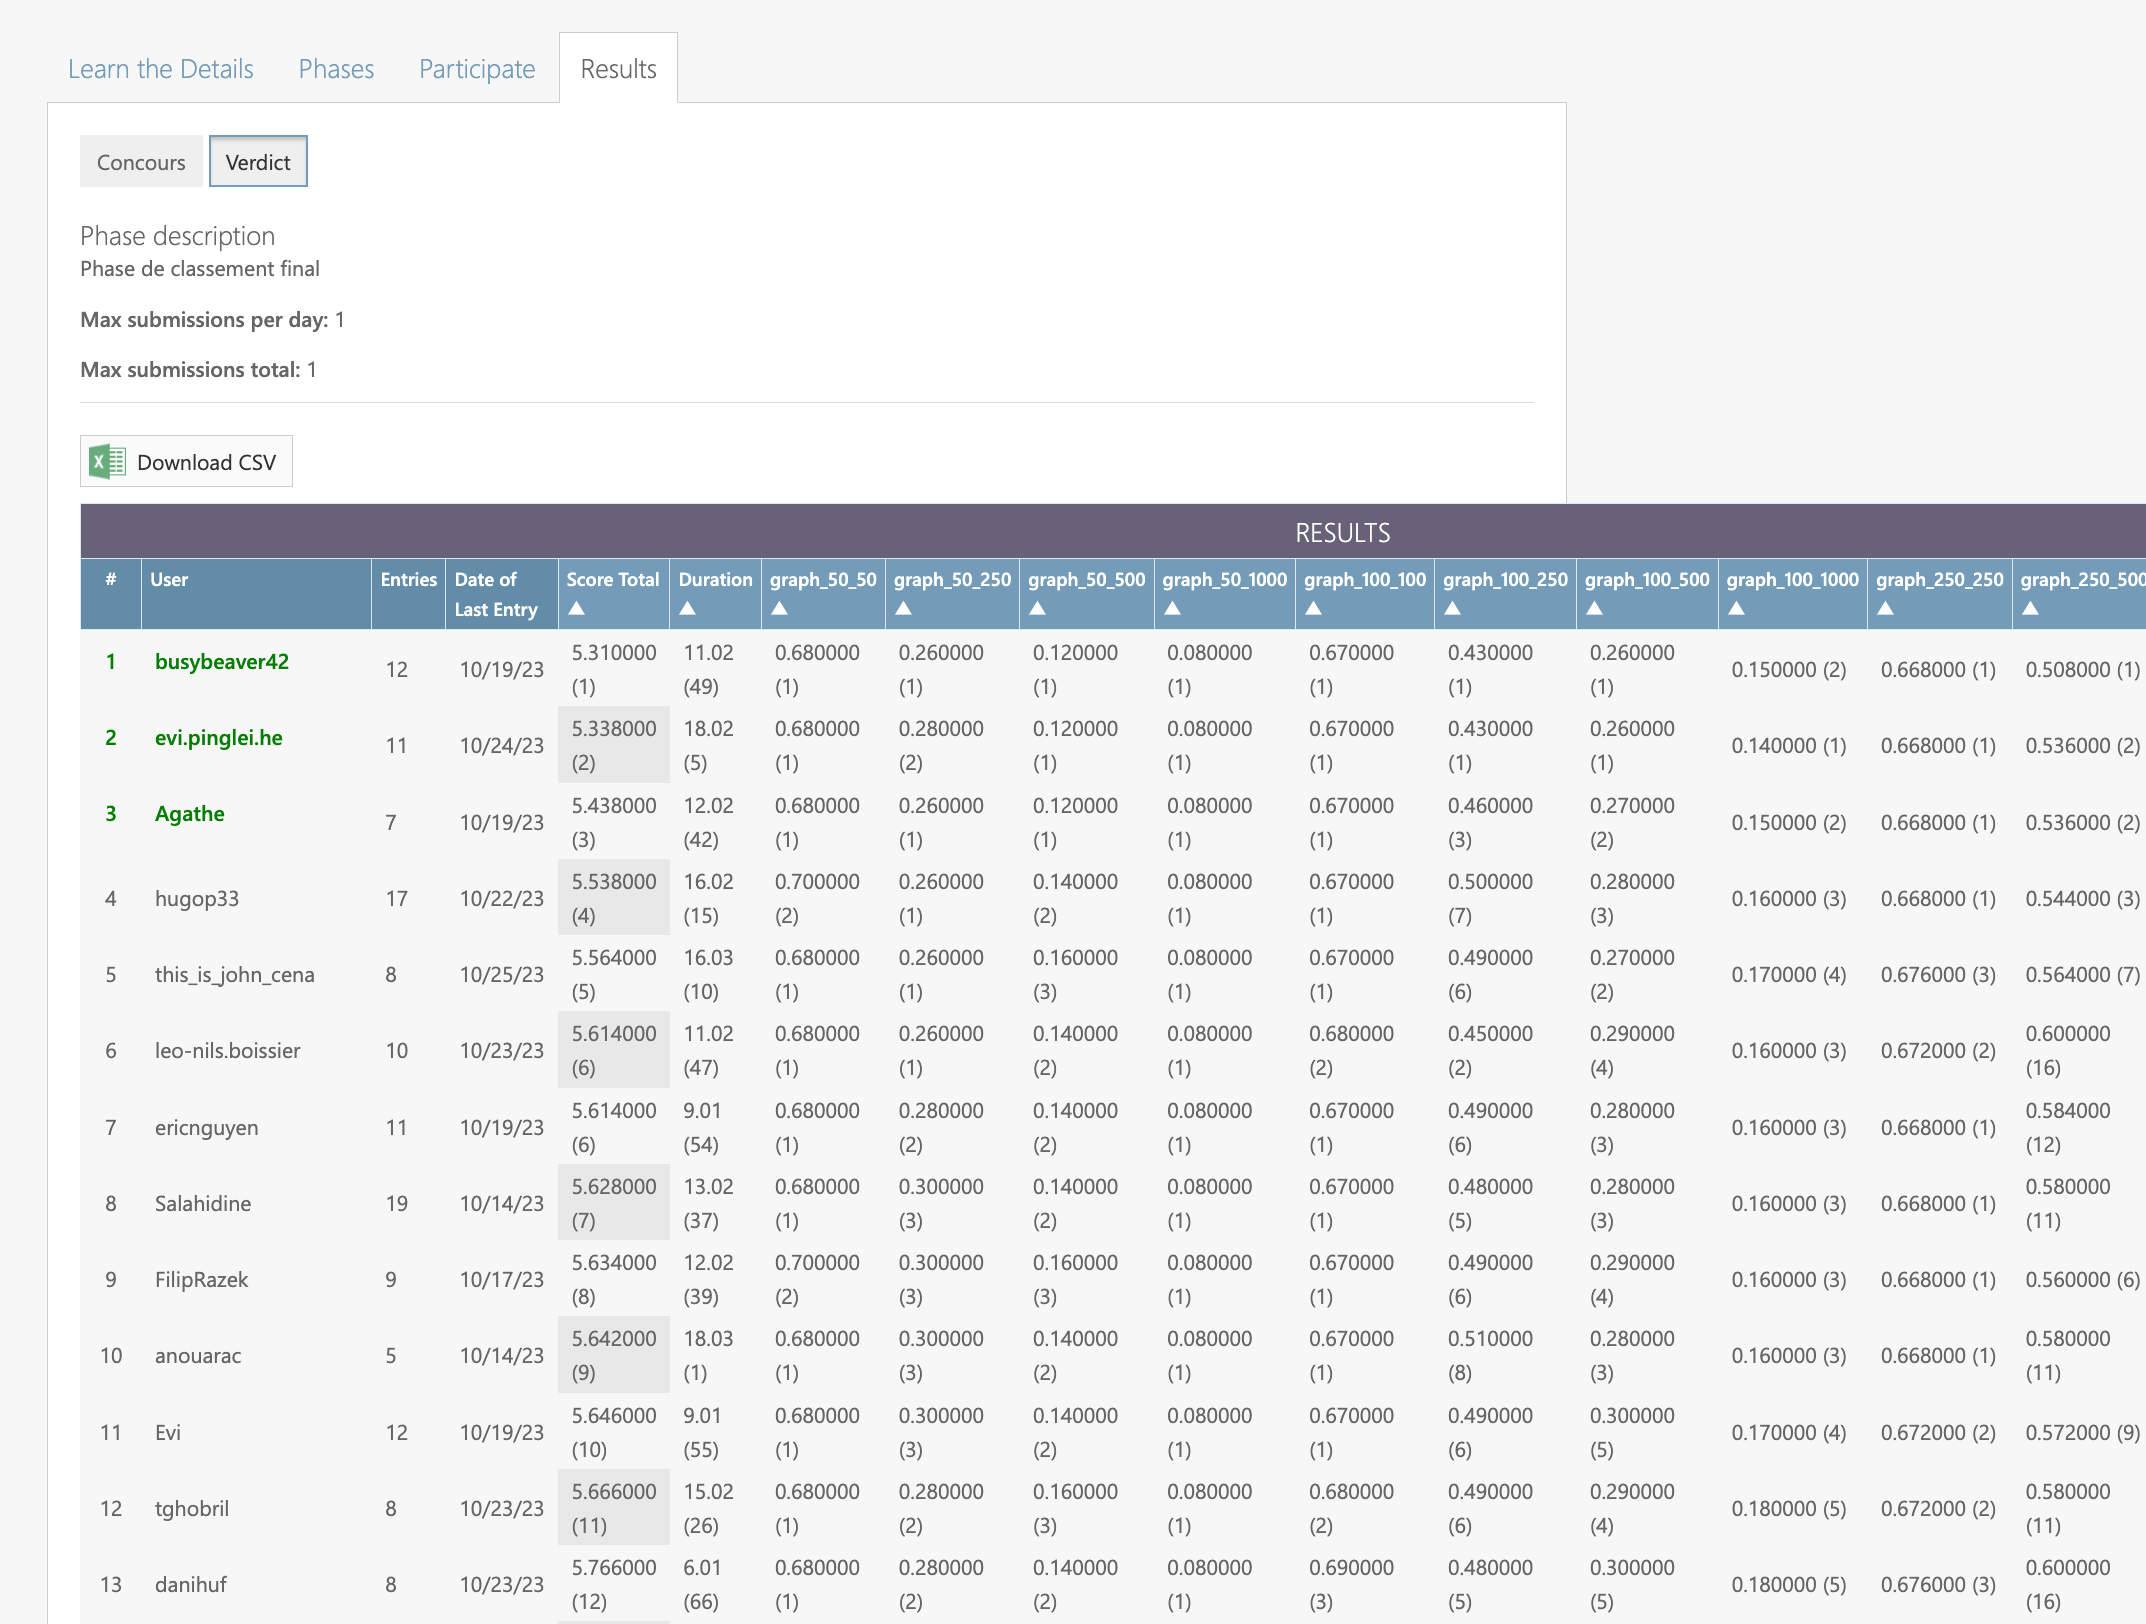 Learn the Details Phases Participate Results
Concours Verdict
Phase description
Phase de classement final
Max submissions per day: 1
Max submissions total: 1
Download CSV
RESULTS
# User Entries Date of Last Entry Score Total ▲ Duration ▲ graph_50_50 ▲ graph_50_250 ▲ graph_50_500 ▲ graph_50_1000 ▲ graph_100_100 ▲ graph_100_250 ▲ graph_100_500 ▲ graph_100_1000 ▲ graph_250_250 ▲ graph_250_500 ▲
1 busybeaver42 12 10/19/23 5.310000 (1) 11.02 (49) 0.680000 (1) 0.260000 (1) 0.120000 (1) 0.080000 (1) 0.670000 (1) 0.430000 (1) 0.260000 (1) 0.150000 (2) 0.668000 (1) 0.508000 (1)
2 evi.pinglei.he 11 10/24/23 5.338000 (2) 18.02 (5) 0.680000 (1) 0.280000 (2) 0.120000 (1) 0.080000 (1) 0.670000 (1) 0.430000 (1) 0.260000 (1) 0.140000 (1) 0.668000 (1) 0.536000 (2)
3 Agathe 7 10/19/23 5.438000 (3) 12.02 (42) 0.680000 (1) 0.260000 (1) 0.120000 (1) 0.080000 (1) 0.670000 (1) 0.460000 (3) 0.270000 (2) 0.150000 (2) 0.668000 (1) 0.536000 (2)
4 hugop33 17 10/22/23 5.538000 (4) 16.02 (15) 0.700000 (2) 0.260000 (1) 0.140000 (2) 0.080000 (1) 0.670000 (1) 0.500000 (7) 0.280000 (3) 0.160000 (3) 0.668000 (1) 0.544000 (3)
5 this_is_john_cena 8 10/25/23 5.564000 (5) 16.03 (10) 0.680000 (1) 0.260000 (1) 0.160000 (3) 0.080000 (1) 0.670000 (1) 0.490000 (6) 0.270000 (2) 0.170000 (4) 0.676000 (3) 0.564000 (7)
6 leo-nils.boissier 10 10/23/23 5.614000 (6) 11.02 (47) 0.680000 (1) 0.260000 (1) 0.140000 (2) 0.080000 (1) 0.680000 (2) 0.450000 (2) 0.290000 (4) 0.160000 (3) 0.672000 (2) 0.600000 (16)
7 ericnguyen 11 10/19/23 5.614000 (6) 9.01 (54) 0.680000 (1) 0.280000 (2) 0.140000 (2) 0.080000 (1) 0.670000 (1) 0.490000 (6) 0.280000 (3) 0.160000 (3) 0.668000 (1) 0.584000 (12)
8 Salahidine 19 10/14/23 5.628000 (7) 13.02 (37) 0.680000 (1) 0.300000 (3) 0.140000 (2) 0.080000 (1) 0.670000 (1) 0.480000 (5) 0.280000 (3) 0.160000 (3) 0.668000 (1) 0.580000 (11)
9 FilipRazek 9 10/17/23 5.634000 (8) 12.02 (39) 0.700000 (2) 0.300000 (3) 0.160000 (3) 0.080000 (1) 0.670000 (1) 0.490000 (6) 0.290000 (4) 0.160000 (3) 0.668000 (1) 0.560000 (6)
10 anouarac 5 10/14/23 5.642000 (9) 18.03 (1) 0.680000 (1) 0.300000 (3) 0.140000 (2) 0.080000 (1) 0.670000 (1) 0.510000 (8) 0.280000 (3) 0.160000 (3) 0.668000 (1) 0.580000 (11)
11 Evi 12 10/19/23 5.646000 (10) 9.01 (55) 0.680000 (1) 0.300000 (3) 0.140000 (2) 0.080000 (1) 0.670000 (1) 0.490000 (6) 0.300000 (5) 0.170000 (4) 0.672000 (2) 0.572000 (9)
12 tghobril 8 10/23/23 5.666000 (11) 15.02 (26) 0.680000 (1) 0.280000 (2) 0.160000 (3) 0.080000 (1) 0.680000 (2) 0.490000 (6) 0.290000 (4) 0.180000 (5) 0.672000 (2) 0.580000 (11)
13 danihuf 8 10/23/23 5.766000 (12) 6.01 (66) 0.680000 (1) 0.280000 (2) 0.140000 (2) 0.080000 (1) 0.690000 (3) 0.480000 (5) 0.300000 (5) 0.180000 (5) 0.676000 (3) 0.600000 (16)